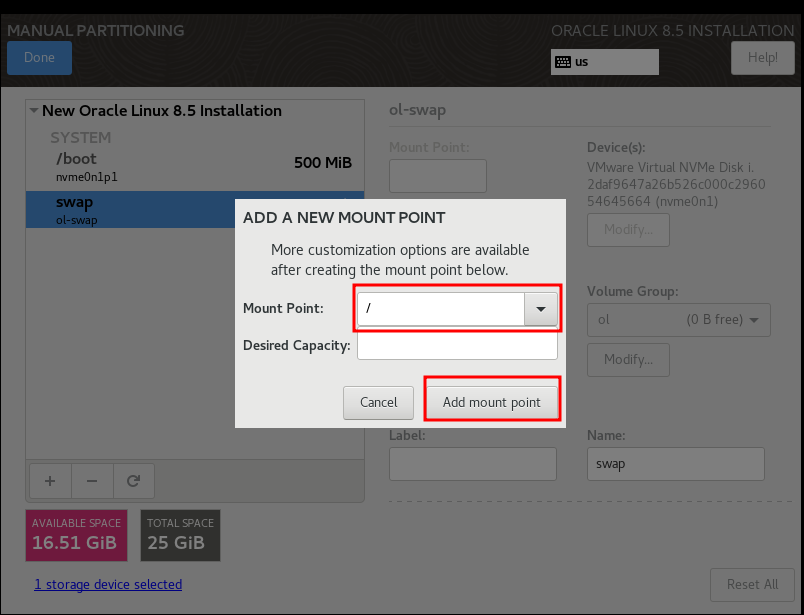 MANUAL PARTITIONING
ORACLE LINUX 8.5 INSTALLATION
Done
us
Help!
New Oracle Linux 8.5 Installation
SYSTEM
/boot
500 MiB
nvme0n1p1
swap
ol-swap
ol-swap
Mount Point:
Device(s):
VMware Virtual NVMe Disk i.
2daf9647a26b526c000c2960
54645664 (nvme0n1)
Modify...
Volume Group:
ol (0 B free)
Modify...
Label:
Name:
swap
ADD A NEW MOUNT POINT
More customization options are available
after creating the mount point below.
Mount Point:
/
Desired Capacity:
Cancel
Add mount point
+ −
AVAILABLE SPACE
16.51 GiB
TOTAL SPACE
25 GiB
1 storage device selected
Reset All